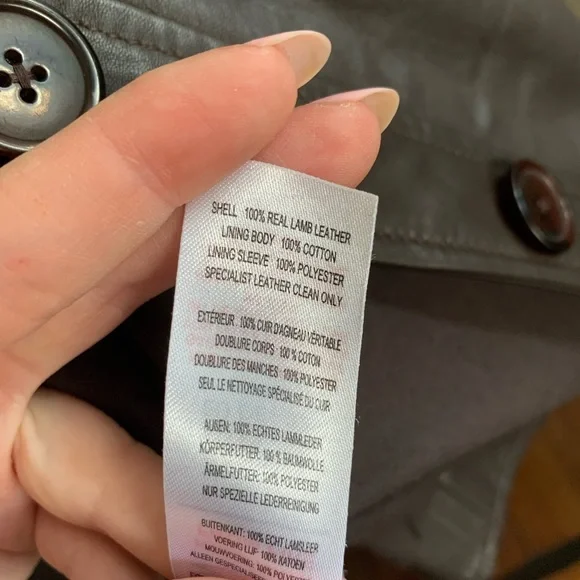 SHELL 100% REAL LAMB LEATHER
LINING BODY 100% COTTON
LINING SLEEVE 100% POLYESTER
SPECIALIST LEATHER CLEAN ONLY
EXTÉRIEUR : 100% CUIR D'AGNEAU VÉRITABLE
DOUBLURE CORPS : 100 % COTON
DOUBLURE DES MANCHES : 100% POLYESTER
SEUL LE NETTOYAGE SPÉCIALISÉ DU CUIR
AUßEN: 100% ECHTES LAMMLEDER
KÖRPERFUTTER: 100 % BAUMWOLLE
ÄRMELFUTTER: 100% POLYESTER
NUR SPEZIELLE LEDERREINIGUNG
BUITENKANT: 100% ECHT LAMSLEER
VOERING LIJF 100% KATOEN
MOUWVOERING: 100% POLYESTER
ALLEEN GESPECIALISEERDE